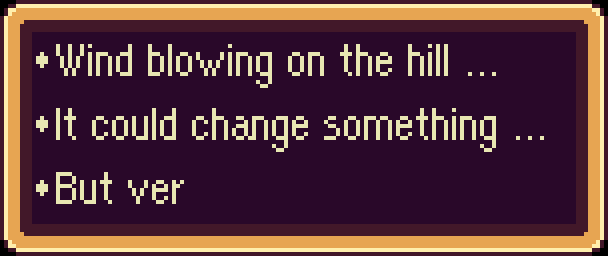 •Wind blowing on the hill ...
•It could change something ...
•But ver